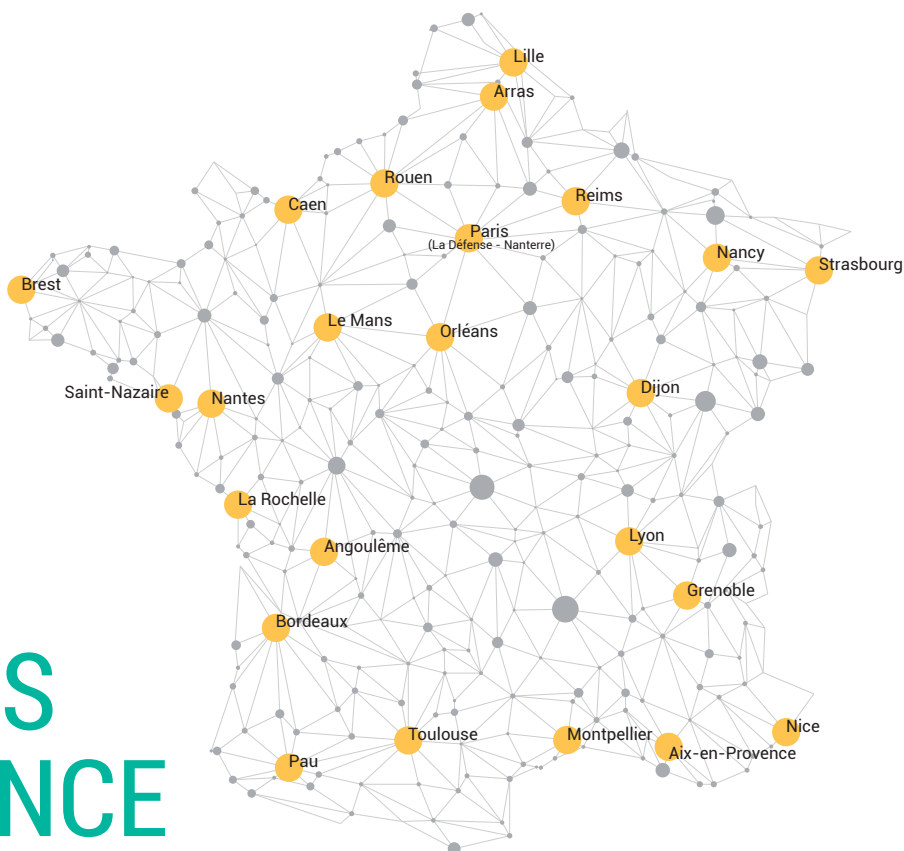 Lille
Arras
Rouen
Reims
Caen
Paris
(La Défense - Nanterre)
Nancy
Strasbourg
Brest
Le Mans
Orléans
Dijon
Saint-Nazaire
Nantes
La Rochelle
Lyon
Angoulême
Grenoble
Bordeaux
S
Nice
Toulouse
Montpellier
Aix-en-Provence
Pau
NCE